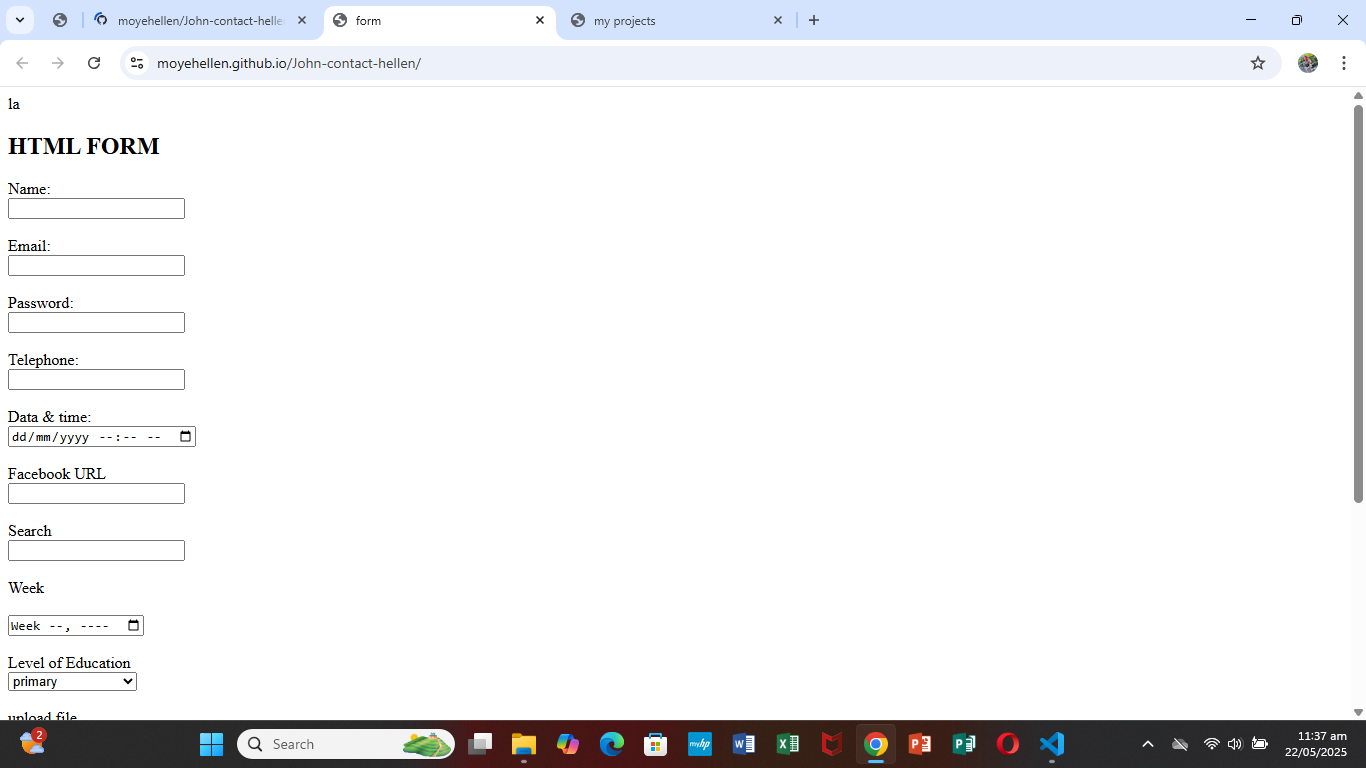 moyehellen/John-contact-helle
form
my projects
moyehellen.github.io/John-contact-hellen/
la
HTML FORM
Name:
Email:
Password:
Telephone:
Data & time:
dd/mm/yyyy --:-- --
Facebook URL
Search
Week
Week --, ----
Level of Education
primary
upload file
2
Search
myhp
11:37 am
22/05/2025